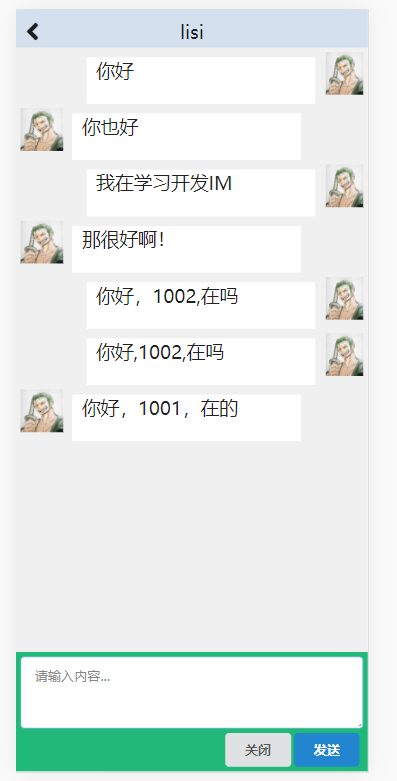 lisi
你好
你也好
我在学习开发IM
那很好啊！
你好，1002,在吗
你好,1002,在吗
你好，1001，在的
请输入内容...
关闭
发送